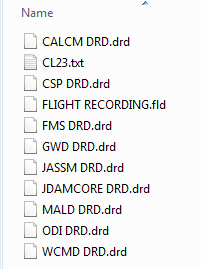 Name
CALCM DRD.drd
CL23.txt
CSP DRD.drd
FLIGHT RECORDING.fld
FMS DRD.drd
GWD DRD.drd
JASSM DRD.drd
JDAMCORE DRD.drd
MALD DRD.drd
ODI DRD.drd
WCMD DRD.drd